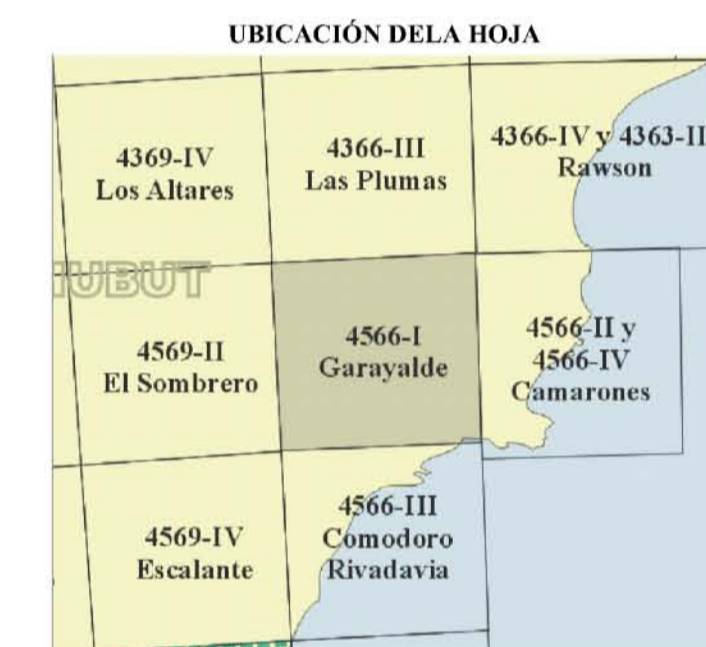 UBICACIÓN DELA HOJA
4369-IV
Los Altares
4366-III
Las Plumas
4366-IV y 4363-II
Rawson
HUBUT
4569-II
El Sombrero
4566-I
Garayalde
4566-II y
4566-IV
Camarones
4569-IV
Escalante
4566-III
Comodoro
Rivadavia